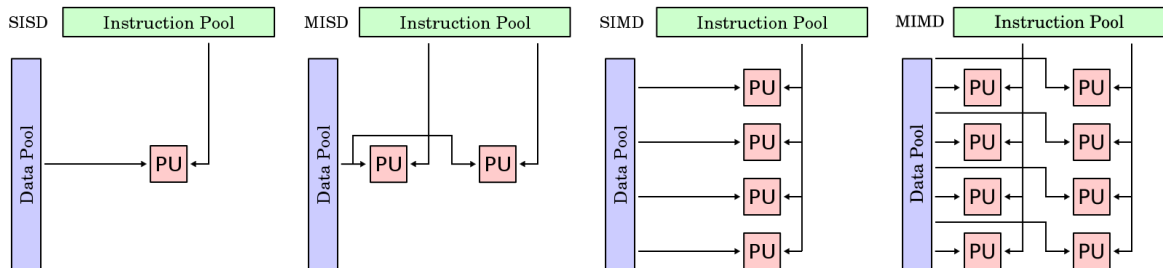 SISD Instruction Pool
Data Pool
PU
MISD Instruction Pool
Data Pool
PU PU
SIMD Instruction Pool
Data Pool
PU
PU
PU
PU
MIMD Instruction Pool
Data Pool
PU PU
PU PU
PU PU
PU PU